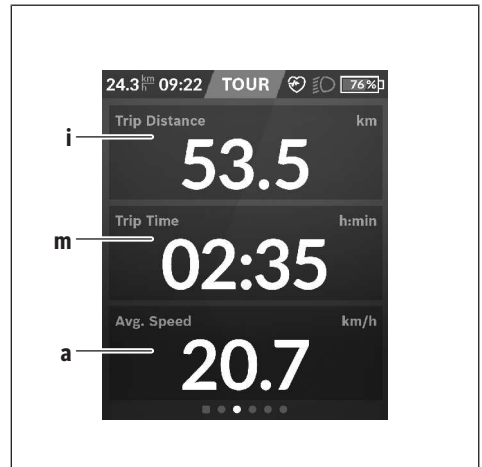 24.3 km/h 09:22 TOUR 76%
Trip Distance km
i 53.5
Trip Time h:min
m 02:35
Avg. Speed km/h
a 20.7